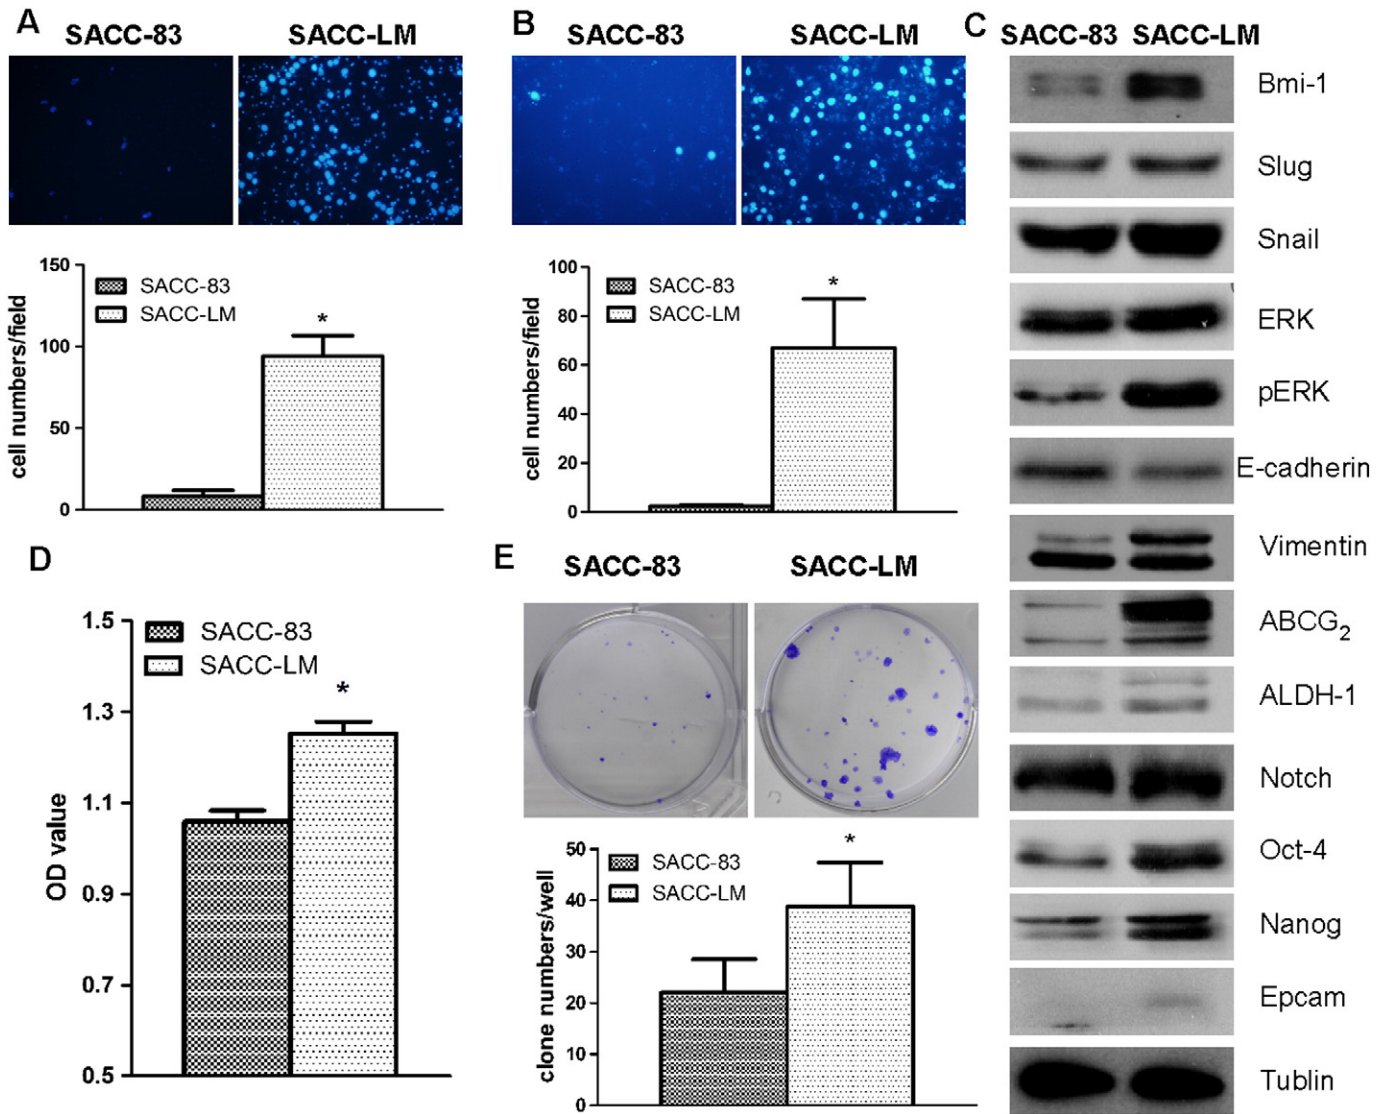 A
SACC-83 SACC-LM
150
100
50
0
cell numbers/field
SACC-83
SACC-LM
*
B
SACC-83 SACC-LM
100
80
60
40
20
0
cell numbers/field
SACC-83
SACC-LM
*
C SACC-83 SACC-LM
Bmi-1
Slug
Snail
ERK
pERK
E-cadherin
Vimentin
ABCG2
ALDH-1
Notch
Oct-4
Nanog
Epcam
Tublin
D
1.5
1.3
1.1
0.9
0.7
0.5
OD value
SACC-83
SACC-LM
*
E
SACC-83 SACC-LM
50
40
30
20
10
0
clone numbers/well
SACC-83
SACC-LM
*